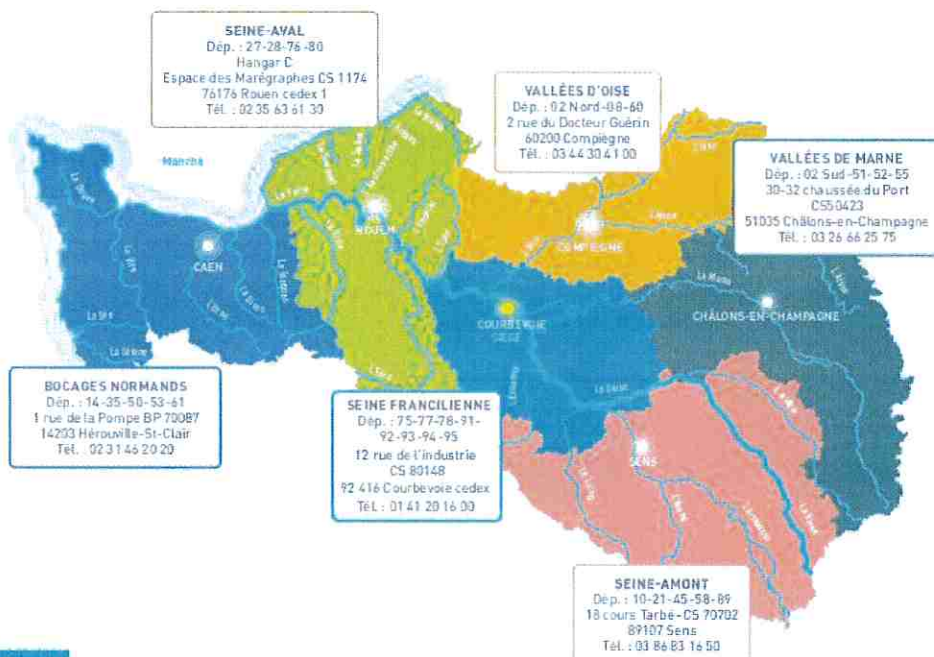 SEINE-AVAL
Dép. : 27-28-76-80
Hangar C
Espace des Marégraphes CS 1174
76176 Rouen cedex 1
Tél. : 02 35 63 61 30
VALLÉES D'OISE
Dép. : 02 Nord-08-60
2 rue du Docteur Guérin
60200 Compiègne
Tél. : 03 44 30 41 00
VALLÉES DE MARNE
Dép. : 02 Sud-51-52-55
30-32 chaussée du Port
CS50423
51035 Châlons-en-Champagne
Tél. : 03 26 66 25 75
Manche
ROUEN
COMPIEGNE
CAEN
La Marne
COURBEVOIE
SIÈGE
CHÂLONS-EN-CHAMPAGNE
La Vire
L'Orne
La Sée
L'Eure
La Seine
SENS
BOCAGES NORMANDS
Dép. : 14-35-50-53-61
1 rue de la Pompe BP 70087
14203 Hérouville-St-Clair
Tél. : 02 31 46 20 20
SEINE FRANCILIENNE
Dép. : 75-77-78-91-
92-93-94-95
12 rue de l'industrie
CS 80148
92 416 Courbevoie cedex
Tél. : 01 41 20 16 00
SEINE-AMONT
Dép. : 10-21-45-58-89
18 cours Tarbé-CS 70702
89107 Sens
Tél. : 03 86 83 16 50